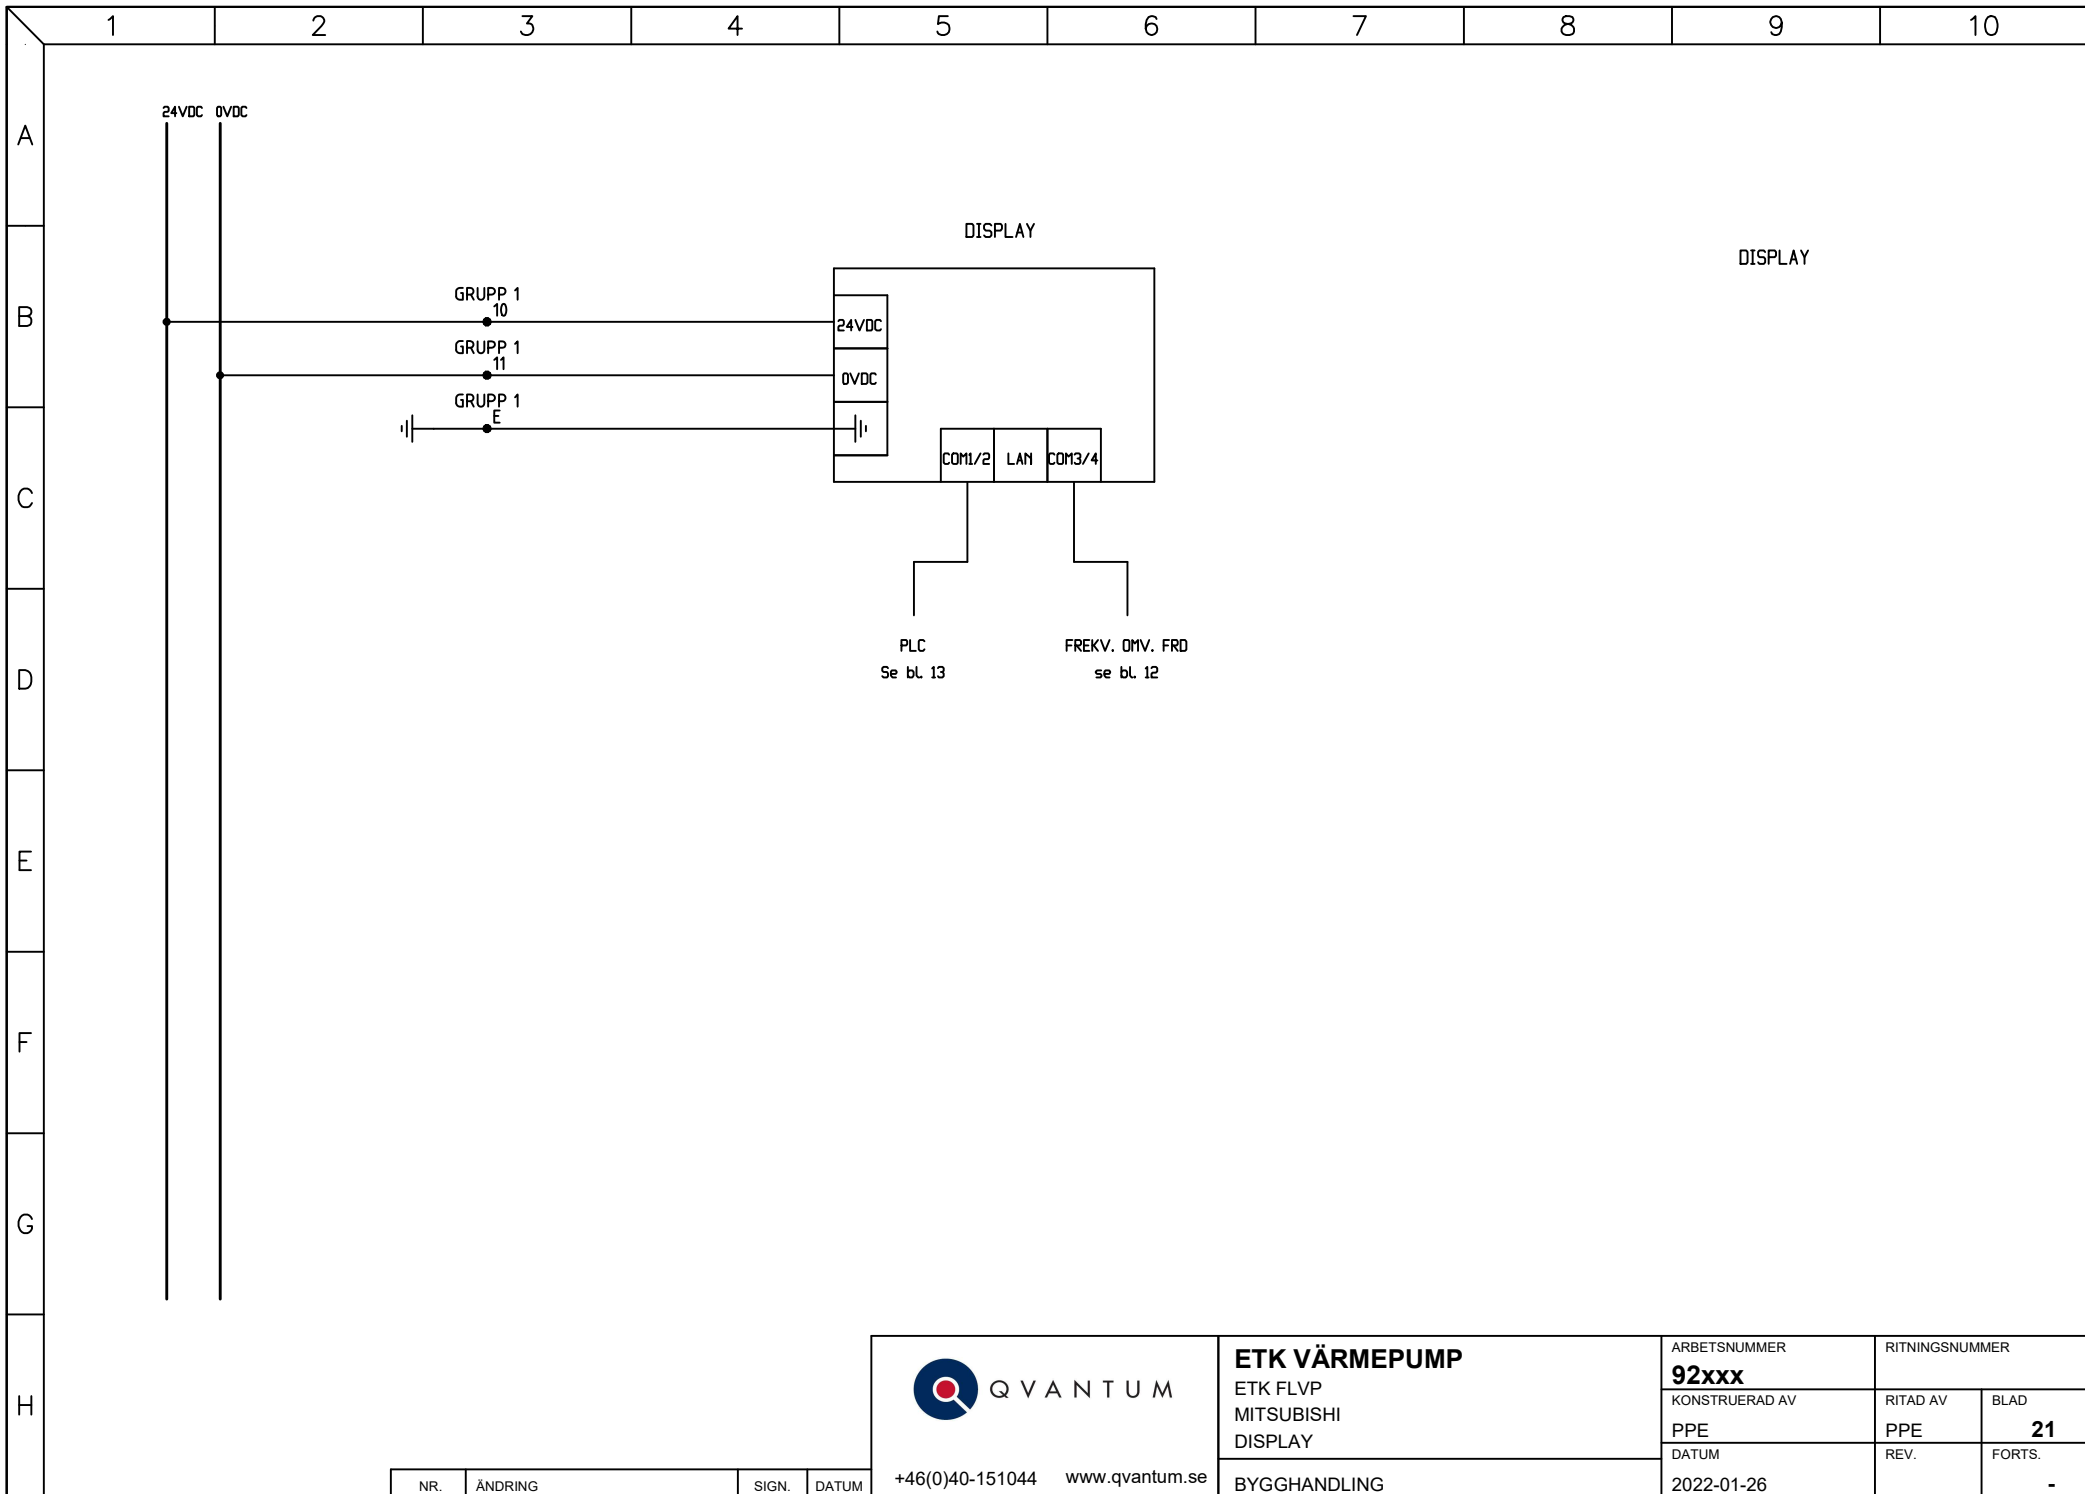 1 2 3 4 5 6 7 8 9 10
A
B
C
D
E
F
G
H
24VDC 0VDC
DISPLAY
DISPLAY
GRUPP 1
10
24VDC
GRUPP 1
11
0VDC
GRUPP 1
E
COM1/2 LAN COM3/4
PLC
Se bl. 13
FREKV. OMV. FRD
se bl. 12
NR. ÄNDRING SIGN. DATUM
QVANTUM
+46(0)40-151044 www.qvantum.se
ETK VÄRMEPUMP
ETK FLVP
MITSUBISHI
DISPLAY
BYGGHANDLING
ARBETSNUMMER
92xxx
RITNINGSNUMMER
KONSTRUERAD AV
PPE
RITAD AV
PPE
BLAD
21
DATUM
2022-01-26
REV.
FORTS.
-